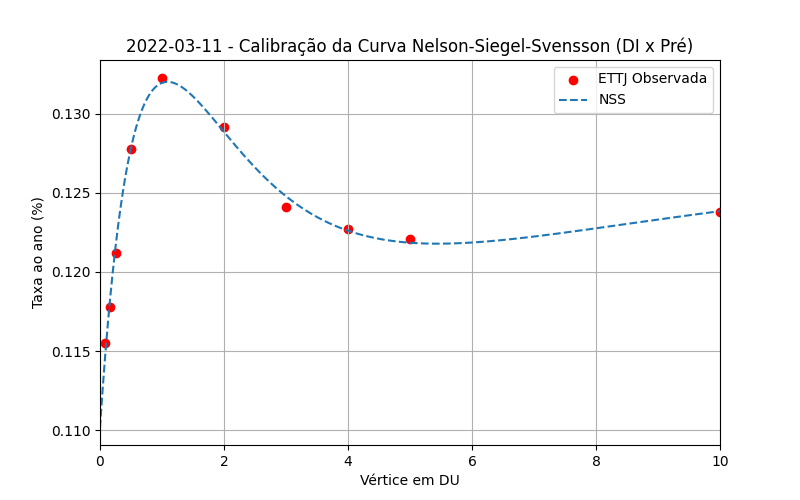 2022-03-11 - Calibração da Curva Nelson-Siegel-Svensson (DI x Pré)
ETTJ Observada
NSS
Taxa ao ano (%)
0.130
0.125
0.120
0.115
0.110
0 2 4 6 8 10
Vértice em DU